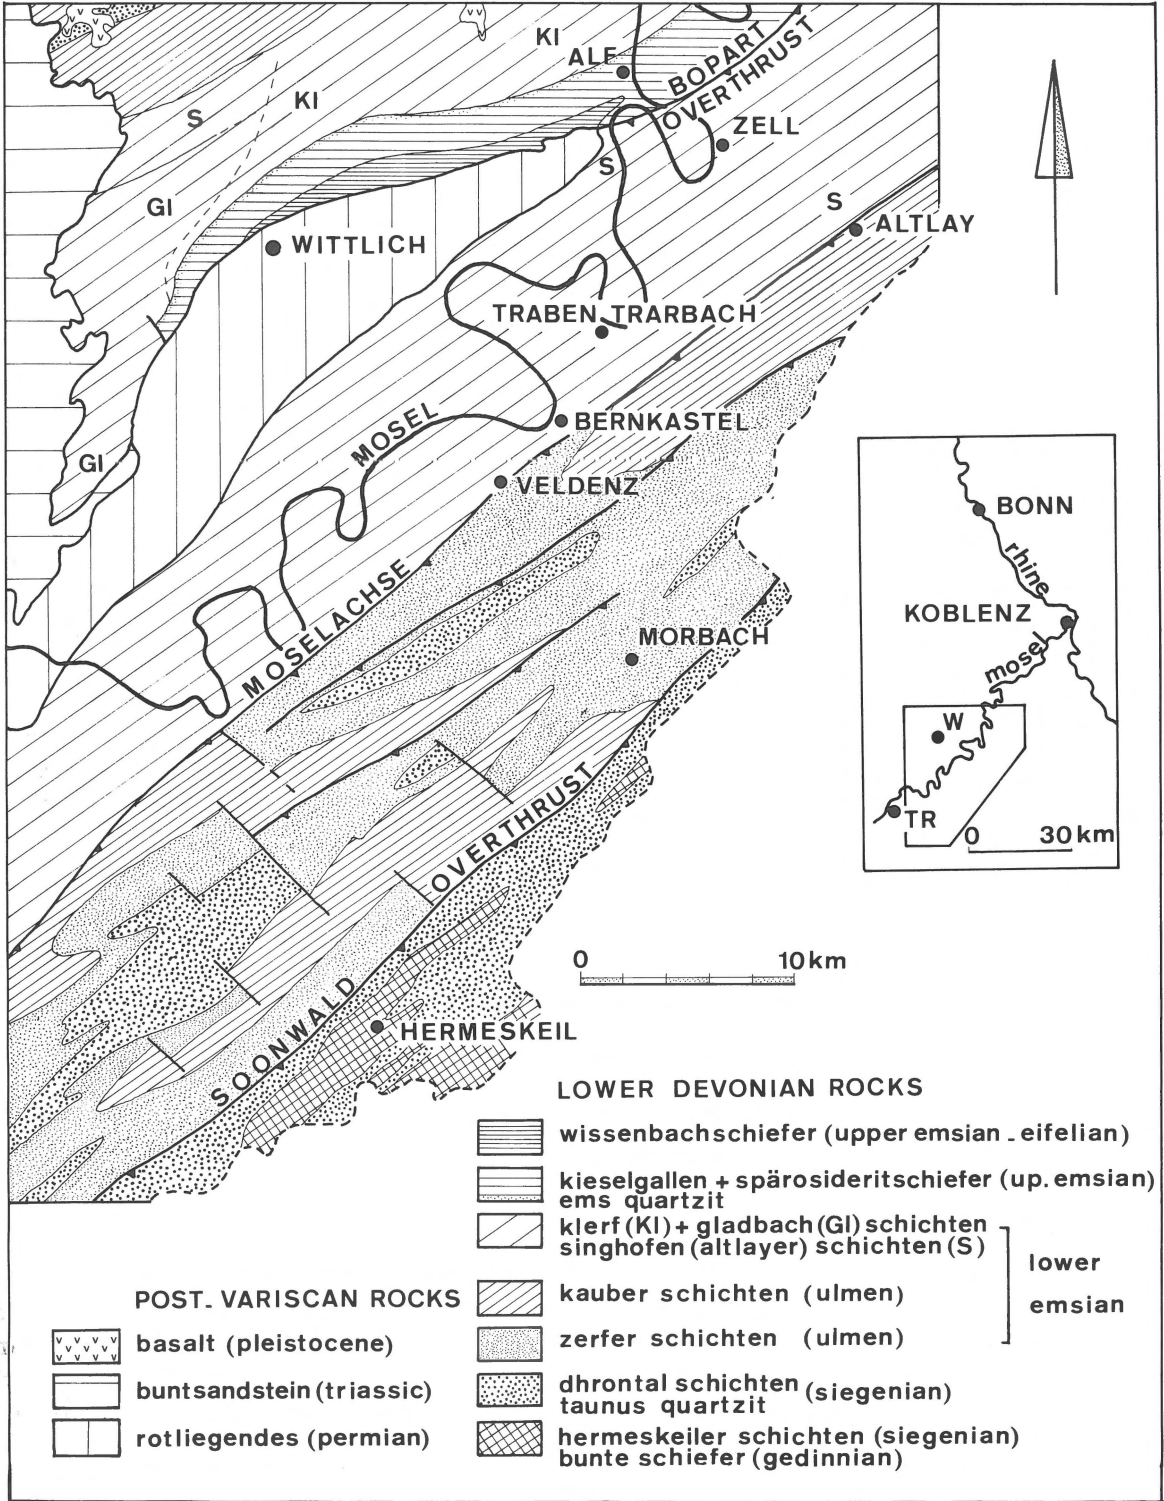 KI
ALF
BOPART
OVERTHRUST
KI
S
ZELL
S
GI
S
ALTLAY
WITTLICH
TRABEN TRARBACH
MOSEL
BERNKASTEL
GI
VELDENZ
BONN
rhine
MOSELACHSE
KOBLENZ
MORBACH
mosel
W
OVERTHRUST
TR
0 30 km
0 10 km
SOONWALD
HERMESKEIL
LOWER DEVONIAN ROCKS
wissenbachschiefer (upper emsian - eifelian)
kieselgallen + spärosideritschiefer (up. emsian)
ems quartzit
klerf (KI) + gladbach (GI) schichten
singhofen (altlayer) schichten (S)
lower
emsian
kauber schichten (ulmen)
zerfer schichten (ulmen)
dhrontal schichten
taunus quartzit
(siegenian)
hermeskeiler schichten (siegenian)
bunte schiefer (gedinnian)
POST-VARISCAN ROCKS
basalt (pleistocene)
buntsandstein (triassic)
rotliegendes (permian)